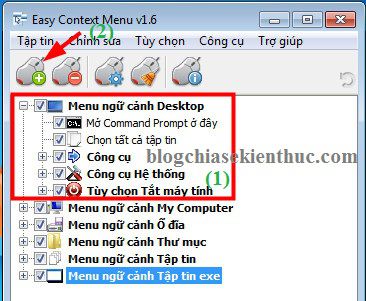 Easy Context Menu v1.6
Tập tin Chỉnh sửa Tùy chọn Công cụ Trợ giúp
(2)
Menu ngữ cảnh Desktop
C:\.
Mở Command Prompt ở đây
Chọn tất cả tập tin
Công cụ
blogchiasekienthuc.com
Công cụ Hệ thống
(1)
Tùy chọn Tắt máy tính
Menu ngữ cảnh My Computer
Menu ngữ cảnh Ổ đĩa
Menu ngữ cảnh Thư mục
Menu ngữ cảnh Tập tin
Menu ngữ cảnh Tập tin exe